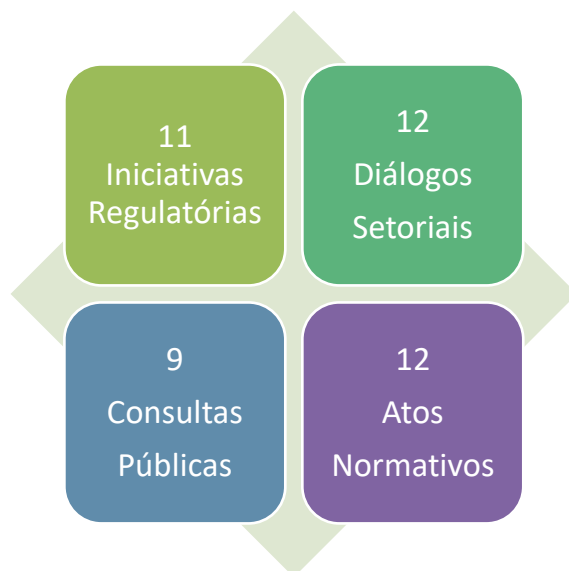 11
Iniciativas
Regulatórias
12
Diálogos
Setoriais
9
Consultas
Públicas
12
Atos
Normativos